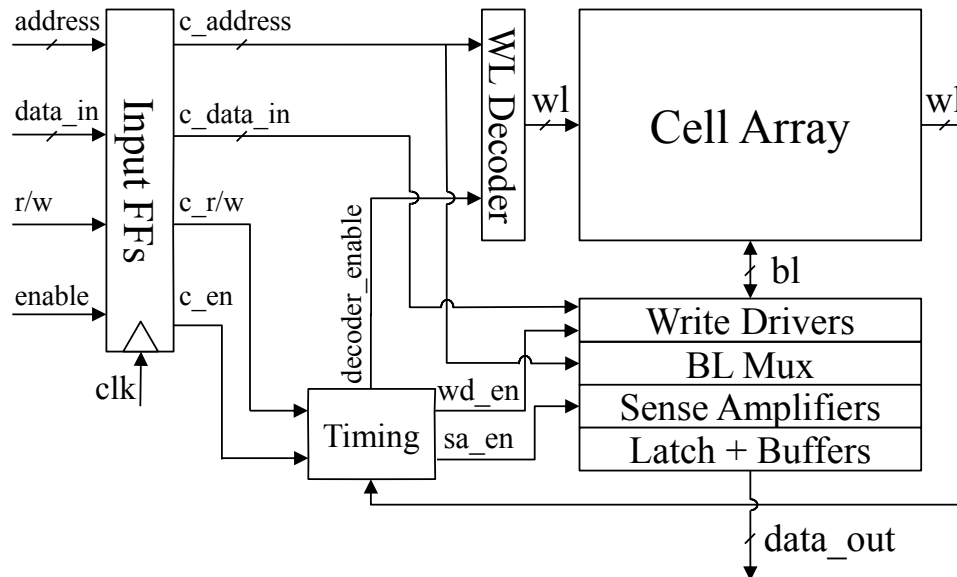 address
c_address
data_in
c_data_in
r/w
c_r/w
enable
c_en
Input FFs
clk
decoder_enable
WL Decoder
wl
Cell Array
wl
bl
Write Drivers
BL Mux
Sense Amplifiers
Latch + Buffers
Timing
wd_en
sa_en
data_out